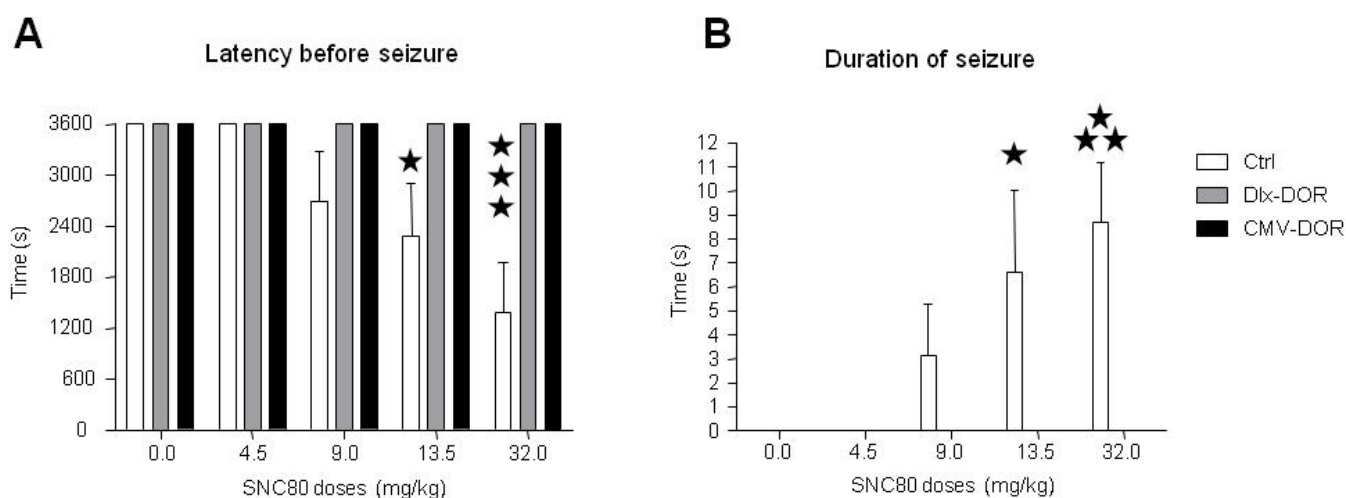 A
Latency before seizure
3600
3000
2400
1800
1200
600
0
Time (s)
0.0 4.5 9.0 13.5 32.0
SNC80 doses (mg/kg)
B
Duration of seizure
12
11
10
9
8
7
6
5
4
3
2
1
0
Time (s)
0.0 4.5 9.0 13.5 32.0
SNC80 doses (mg/kg)
Ctrl
Dlx-DOR
CMV-DOR